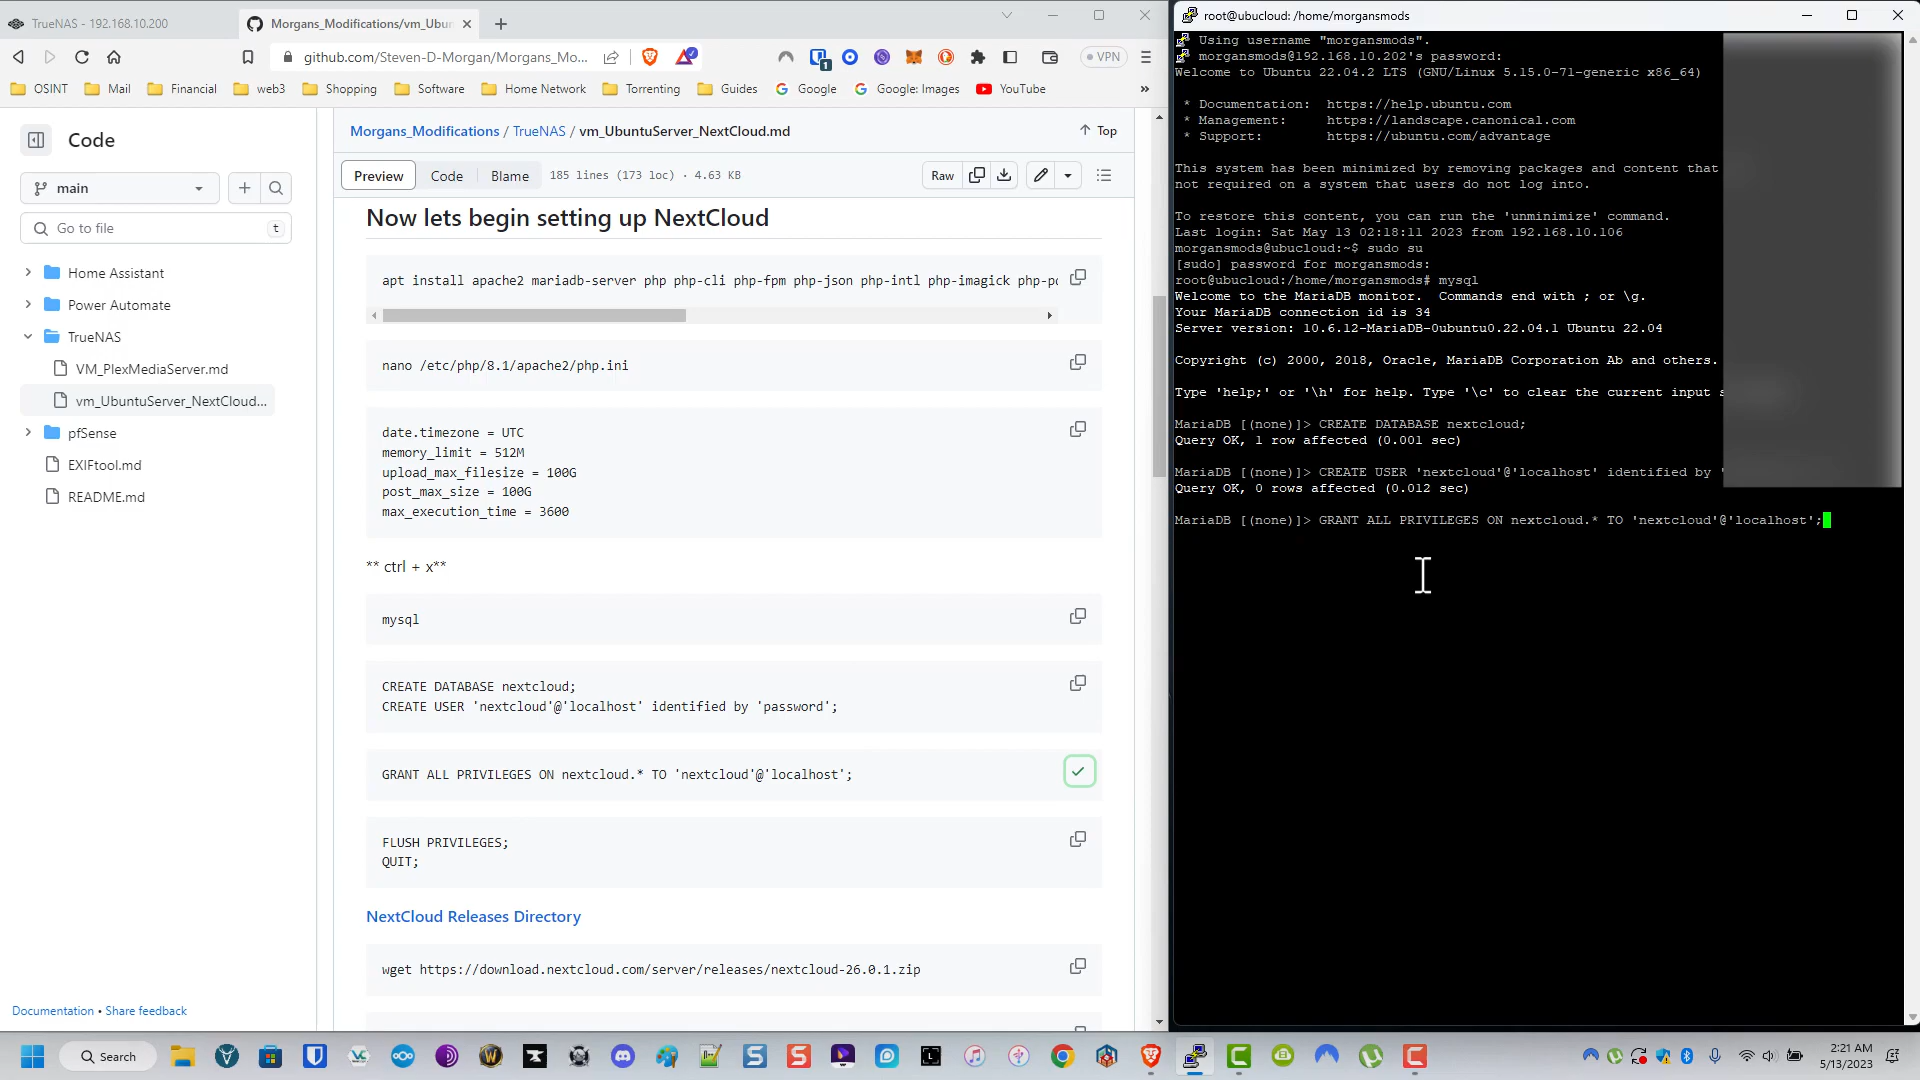 TrueNAS - 192.168.10.200
Morgans_Modifications/vm_Ubun
github.com/Steven-D-Morgan/Morgans_Mo...
1
VPN
OSINT
Mail
Financial
web3
Shopping
Software
Home Network
Torrenting
Guides
Google
Google: Images
YouTube
»
Code
main
Go to file
t
Home Assistant
Power Automate
TrueNAS
VM_PlexMediaServer.md
vm_UbuntuServer_NextCloud...
pfSense
EXIFtool.md
README.md
Documentation • Share feedback
Morgans_Modifications / TrueNAS / vm_UbuntuServer_NextCloud.md
Top
Preview
Code
Blame
185 lines (173 loc) · 4.63 KB
Raw
Now lets begin setting up NextCloud
apt install apache2 mariadb-server php php-cli php-fpm php-json php-intl php-imagick php-pd
nano /etc/php/8.1/apache2/php.ini
date.timezone = UTC
memory_limit = 512M
upload_max_filesize = 100G
post_max_size = 100G
max_execution_time = 3600
** ctrl + x**
mysql
CREATE DATABASE nextcloud;
CREATE USER 'nextcloud'@'localhost' identified by 'password';
GRANT ALL PRIVILEGES ON nextcloud.* TO 'nextcloud'@'localhost';
FLUSH PRIVILEGES;
QUIT;
NextCloud Releases Directory
wget https://download.nextcloud.com/server/releases/nextcloud-26.0.1.zip
root@ubucloud: /home/morgansmods
Using username "morgansmods".
morgansmods@192.168.10.202's password:
Welcome to Ubuntu 22.04.2 LTS (GNU/Linux 5.15.0-71-generic x86_64)
* Documentation:  https://help.ubuntu.com
* Management:     https://landscape.canonical.com
* Support:        https://ubuntu.com/advantage
This system has been minimized by removing packages and content that
not required on a system that users do not log into.
To restore this content, you can run the 'unminimize' command.
Last login: Sat May 13 02:18:11 2023 from 192.168.10.106
morgansmods@ubucloud:~$ sudo su
[sudo] password for morgansmods:
root@ubucloud:/home/morgansmods# mysql
Welcome to the MariaDB monitor.  Commands end with ; or \g.
Your MariaDB connection id is 34
Server version: 10.6.12-MariaDB-0ubuntu0.22.04.1 Ubuntu 22.04
Copyright (c) 2000, 2018, Oracle, MariaDB Corporation Ab and others.
Type 'help;' or '\h' for help. Type '\c' to clear the current input s
MariaDB [(none)]> CREATE DATABASE nextcloud;
Query OK, 1 row affected (0.001 sec)
MariaDB [(none)]> CREATE USER 'nextcloud'@'localhost' identified by '
Query OK, 0 rows affected (0.012 sec)
MariaDB [(none)]> GRANT ALL PRIVILEGES ON nextcloud.* TO 'nextcloud'@'localhost';
Search
2:21 AM
5/13/2023